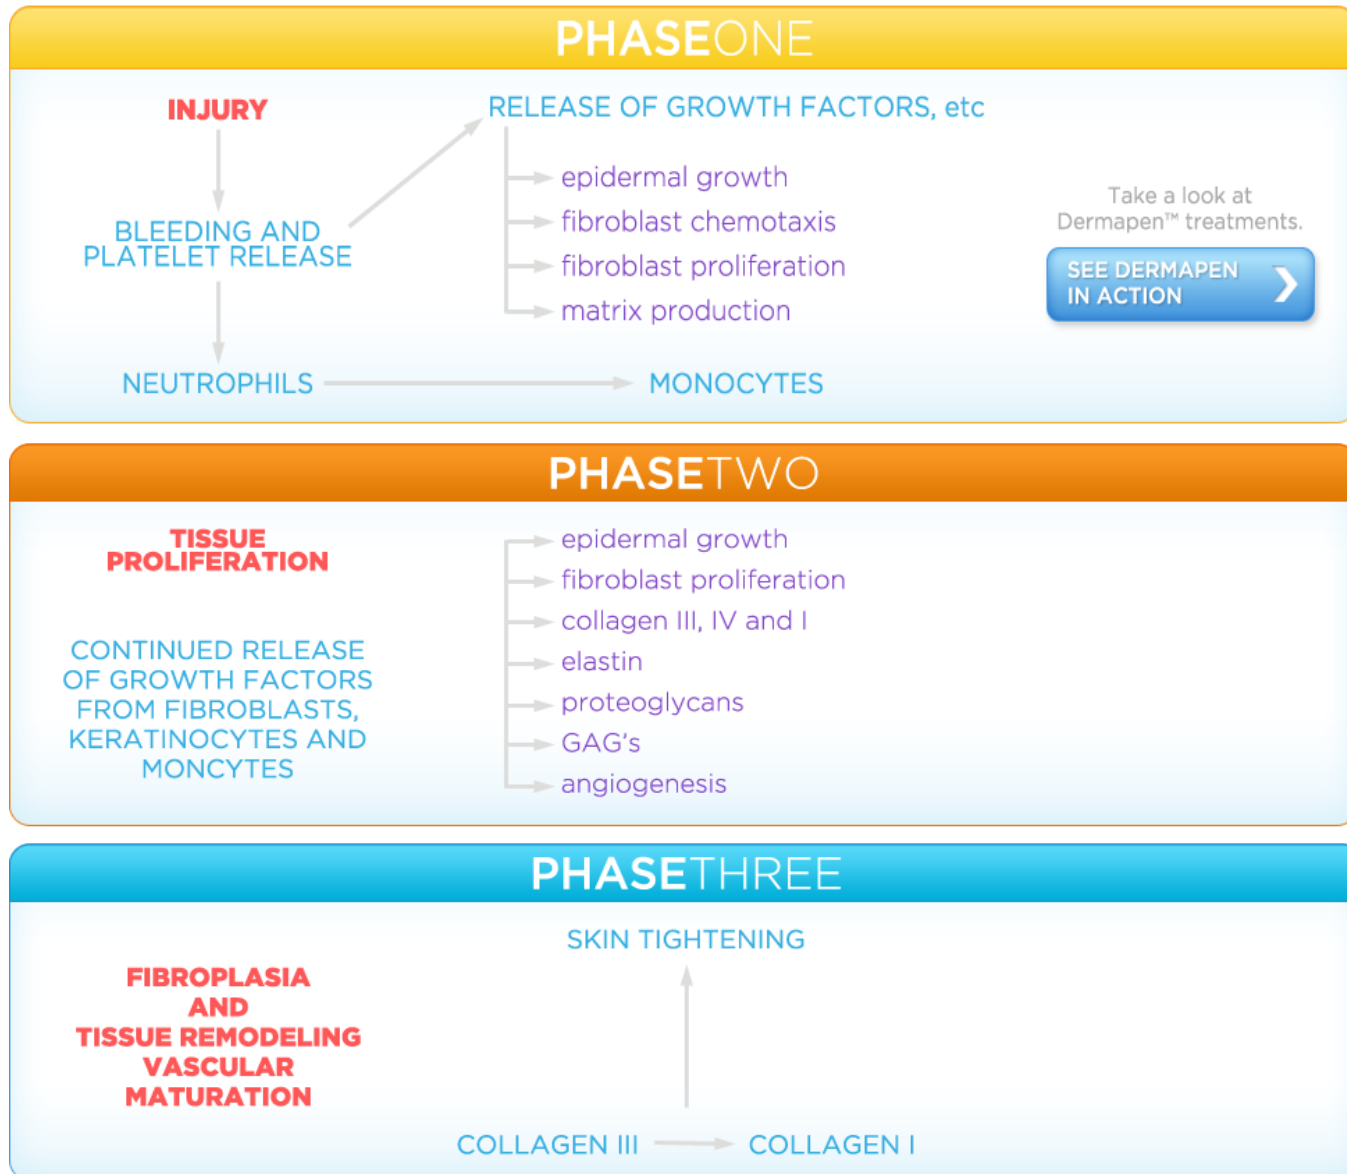 PHASEONE
INJURY
RELEASE OF GROWTH FACTORS, etc
epidermal growth
fibroblast chemotaxis
fibroblast proliferation
matrix production
BLEEDING AND
PLATELET RELEASE
NEUTROPHILS
MONOCYTES
Take a look at
Dermapen™ treatments.
SEE DERMAPEN
IN ACTION
PHASETWO
TISSUE
PROLIFERATION
CONTINUED RELEASE
OF GROWTH FACTORS
FROM FIBROBLASTS,
KERATINOCYTES AND
MONCYTES
epidermal growth
fibroblast proliferation
collagen III, IV and I
elastin
proteoglycans
GAG's
angiogenesis
PHASETHREE
FIBROPLASIA
AND
TISSUE REMODELING
VASCULAR
MATURATION
SKIN TIGHTENING
COLLAGEN III
COLLAGEN I